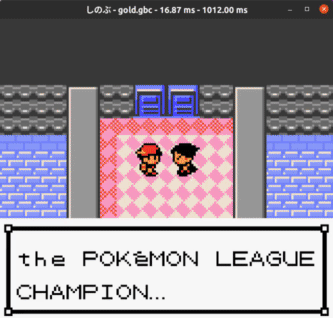 しのぶ - gold.gbc - 16.87 ms - 1012.00 ms
the POKéMON LEAGUE
CHAMPION...